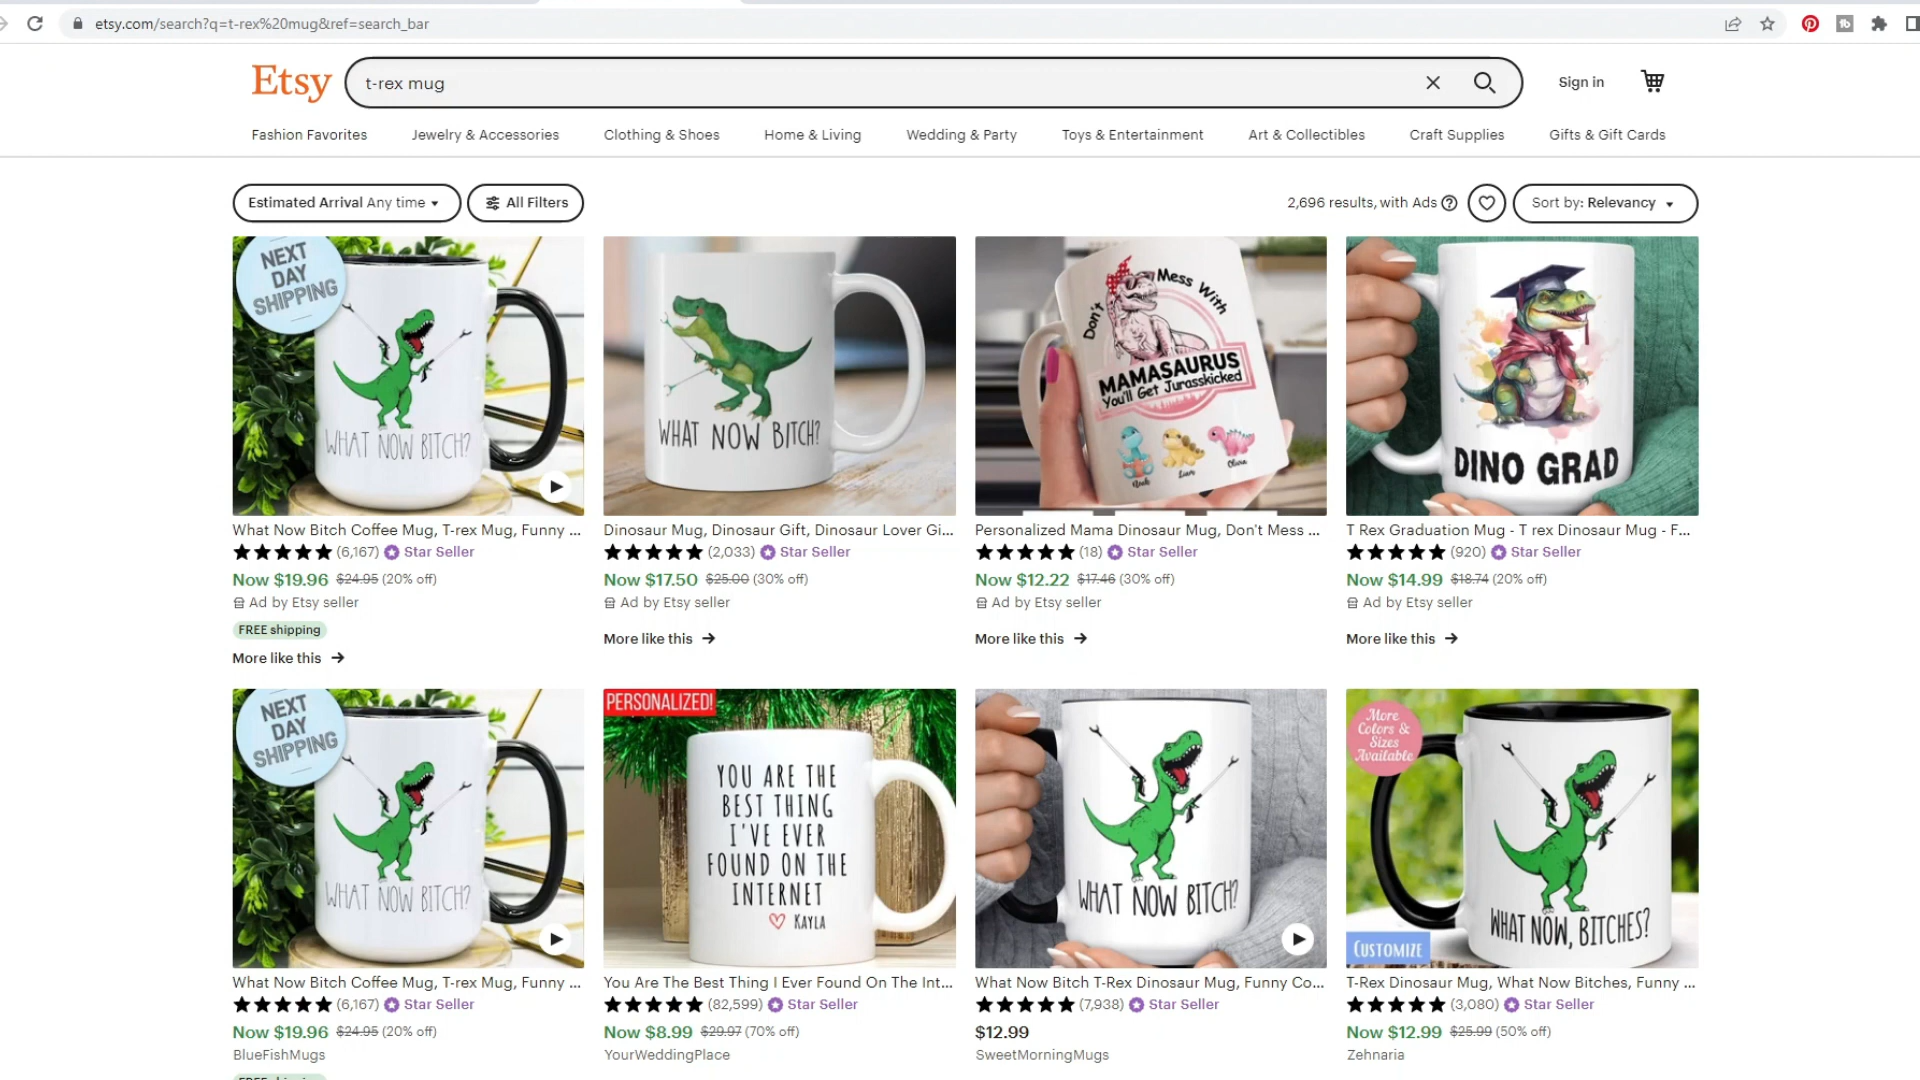 etsy.com/search?q=t-rex%20mug&ref=search_bar
Etsy
t-rex mug
Sign in
Fashion Favorites
Jewelry & Accessories
Clothing & Shoes
Home & Living
Wedding & Party
Toys & Entertainment
Art & Collectibles
Craft Supplies
Gifts & Gift Cards
Estimated Arrival Any time
All Filters
2,696 results, with Ads
Sort by: Relevancy
NEXT
DAY
SHIPPING
WHAT NOW BITCH?
What Now Bitch Coffee Mug, T-rex Mug, Funny ...
(6,167) Star Seller
Now $19.96 $24.95 (20% off)
Ad by Etsy seller
FREE shipping
More like this
WHAT NOW BITCH?
Dinosaur Mug, Dinosaur Gift, Dinosaur Lover Gi...
(2,033) Star Seller
Now $17.50 $25.00 (30% off)
Ad by Etsy seller
More like this
Don't Mess With
MAMASAURUS
You'll Get Jurasskicked
Noah
Liam
Olivia
Personalized Mama Dinosaur Mug, Don't Mess ...
(18) Star Seller
Now $12.22 $17.46 (30% off)
Ad by Etsy seller
More like this
DINO GRAD
T Rex Graduation Mug - T rex Dinosaur Mug - F...
(920) Star Seller
Now $14.99 $18.74 (20% off)
Ad by Etsy seller
More like this
NEXT
DAY
SHIPPING
WHAT NOW BITCH?
What Now Bitch Coffee Mug, T-rex Mug, Funny ...
(6,167) Star Seller
Now $19.96 $24.95 (20% off)
BlueFishMugs
FREE shipping
PERSONALIZED!
YOU ARE THE
BEST THING
I'VE EVER
FOUND ON THE
INTERNET
KAYLA
You Are The Best Thing I Ever Found On The Int...
(82,599) Star Seller
Now $8.99 $29.97 (70% off)
YourWeddingPlace
WHAT NOW BITCH?
What Now Bitch T-Rex Dinosaur Mug, Funny Co...
(7,938) Star Seller
$12.99
SweetMorningMugs
More
Colors &
Sizes
Available
WHAT NOW, BITCHES?
CUSTOMIZE
T-Rex Dinosaur Mug, What Now Bitches, Funny ...
(3,080) Star Seller
Now $12.99 $25.99 (50% off)
Zehnaria